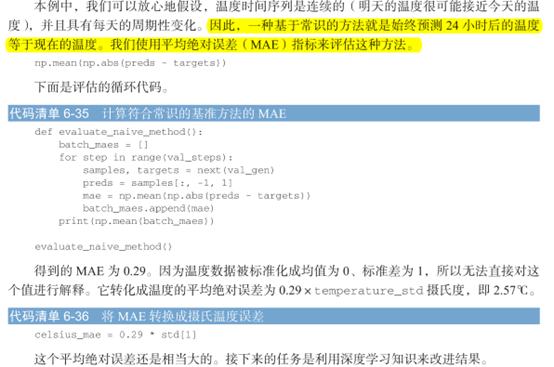 本例中，我们可以放心地假设，温度时间序列是连续的（明天的温度很可能接近今天的温
度），并且具有每天的周期性变化。因此，一种基于常识的方法就是始终预测 24 小时后的温度
等于现在的温度。我们使用平均绝对误差（MAE）指标来评估这种方法。
np.mean(np.abs(preds - targets))
下面是评估的循环代码。
代码清单 6-35 计算符合常识的基准方法的 MAE
def evaluate_naive_method():
batch_maes = []
for step in range(val_steps):
samples, targets = next(val_gen)
preds = samples[:, -1, 1]
mae = np.mean(np.abs(preds - targets))
batch_maes.append(mae)
print(np.mean(batch_maes))
evaluate_naive_method()
得到的 MAE 为 0.29。因为温度数据被标准化成均值为 0、标准差为 1，所以无法直接对这
个值进行解释。它转化成温度的平均绝对误差为 0.29 × temperature_std 摄氏度，即 2.57℃。
代码清单 6-36 将 MAE 转换成摄氏温度误差
celsius_mae = 0.29 * std[1]
这个平均绝对误差还是相当大的。接下来的任务是利用深度学习知识来改进结果。